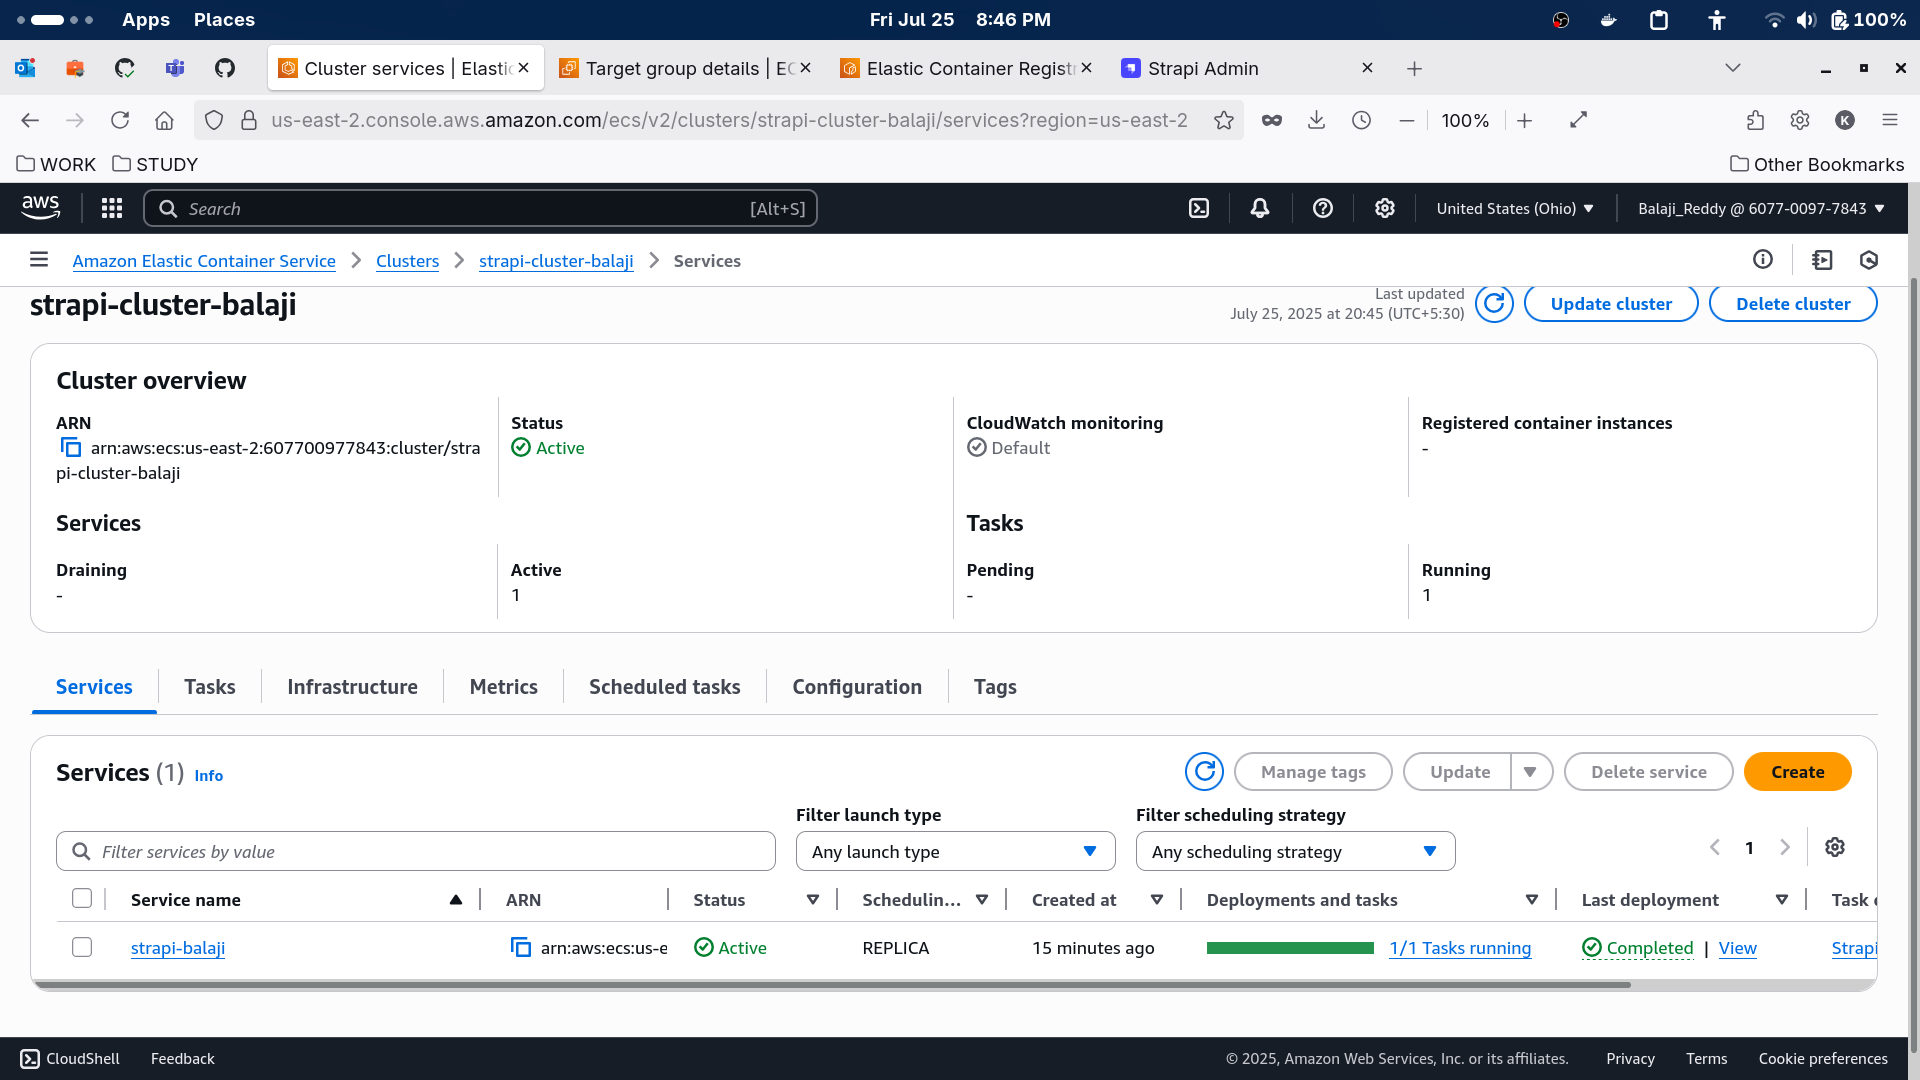 Apps Places Fri Jul 25 8:46 PM 100%
Cluster services | Elastic Target group details | EC Elastic Container Registr Strapi Admin
us-east-2.console.aws.amazon.com/ecs/v2/clusters/strapi-cluster-balaji/services?region=us-east-2 100% K
WORK STUDY Other Bookmarks
aws Search [Alt+S] United States (Ohio) Balaji_Reddy @ 6077-0097-7843
Amazon Elastic Container Service Clusters strapi-cluster-balaji Services
strapi-cluster-balaji
Last updated
July 25, 2025 at 20:45 (UTC+5:30)
Update cluster Delete cluster
Cluster overview
ARN
arn:aws:ecs:us-east-2:607700977843:cluster/stra
pi-cluster-balaji
Status
Active
CloudWatch monitoring
Default
Registered container instances
-
Services
Draining
-
Active
1
Tasks
Pending
-
Running
1
Services Tasks Infrastructure Metrics Scheduled tasks Configuration Tags
Services (1) Info Manage tags Update Delete service Create
Filter launch type Filter scheduling strategy
Filter services by value Any launch type Any scheduling strategy 1
Service name ARN Status Schedulin... Created at Deployments and tasks Last deployment Task
strapi-balaji arn:aws:ecs:us-e Active REPLICA 15 minutes ago 1/1 Tasks running Completed | View Strapi
CloudShell Feedback © 2025, Amazon Web Services, Inc. or its affiliates. Privacy Terms Cookie preferences